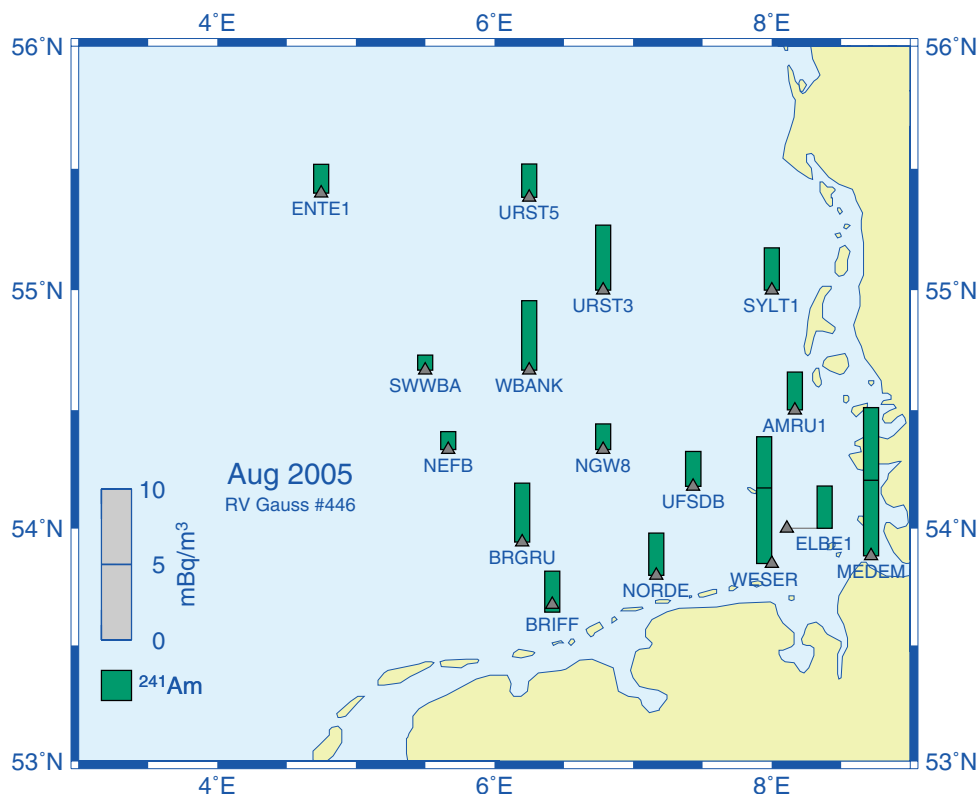 4˚E 6˚E 8˚E
56˚N 56˚N
ENTE1 URST5
55˚N URST3 SYLT1 55˚N
SWWBA WBANK
AMRU1
NEFB NGW8
Aug 2005
RV Gauss #446
UFSDB
10
5
0
mBq/m³
54˚N 54˚N
BRGRU ELBE1
NORDE WESER MEDEM
BRIFF
²⁴¹Am
53˚N 53˚N
4˚E 6˚E 8˚E